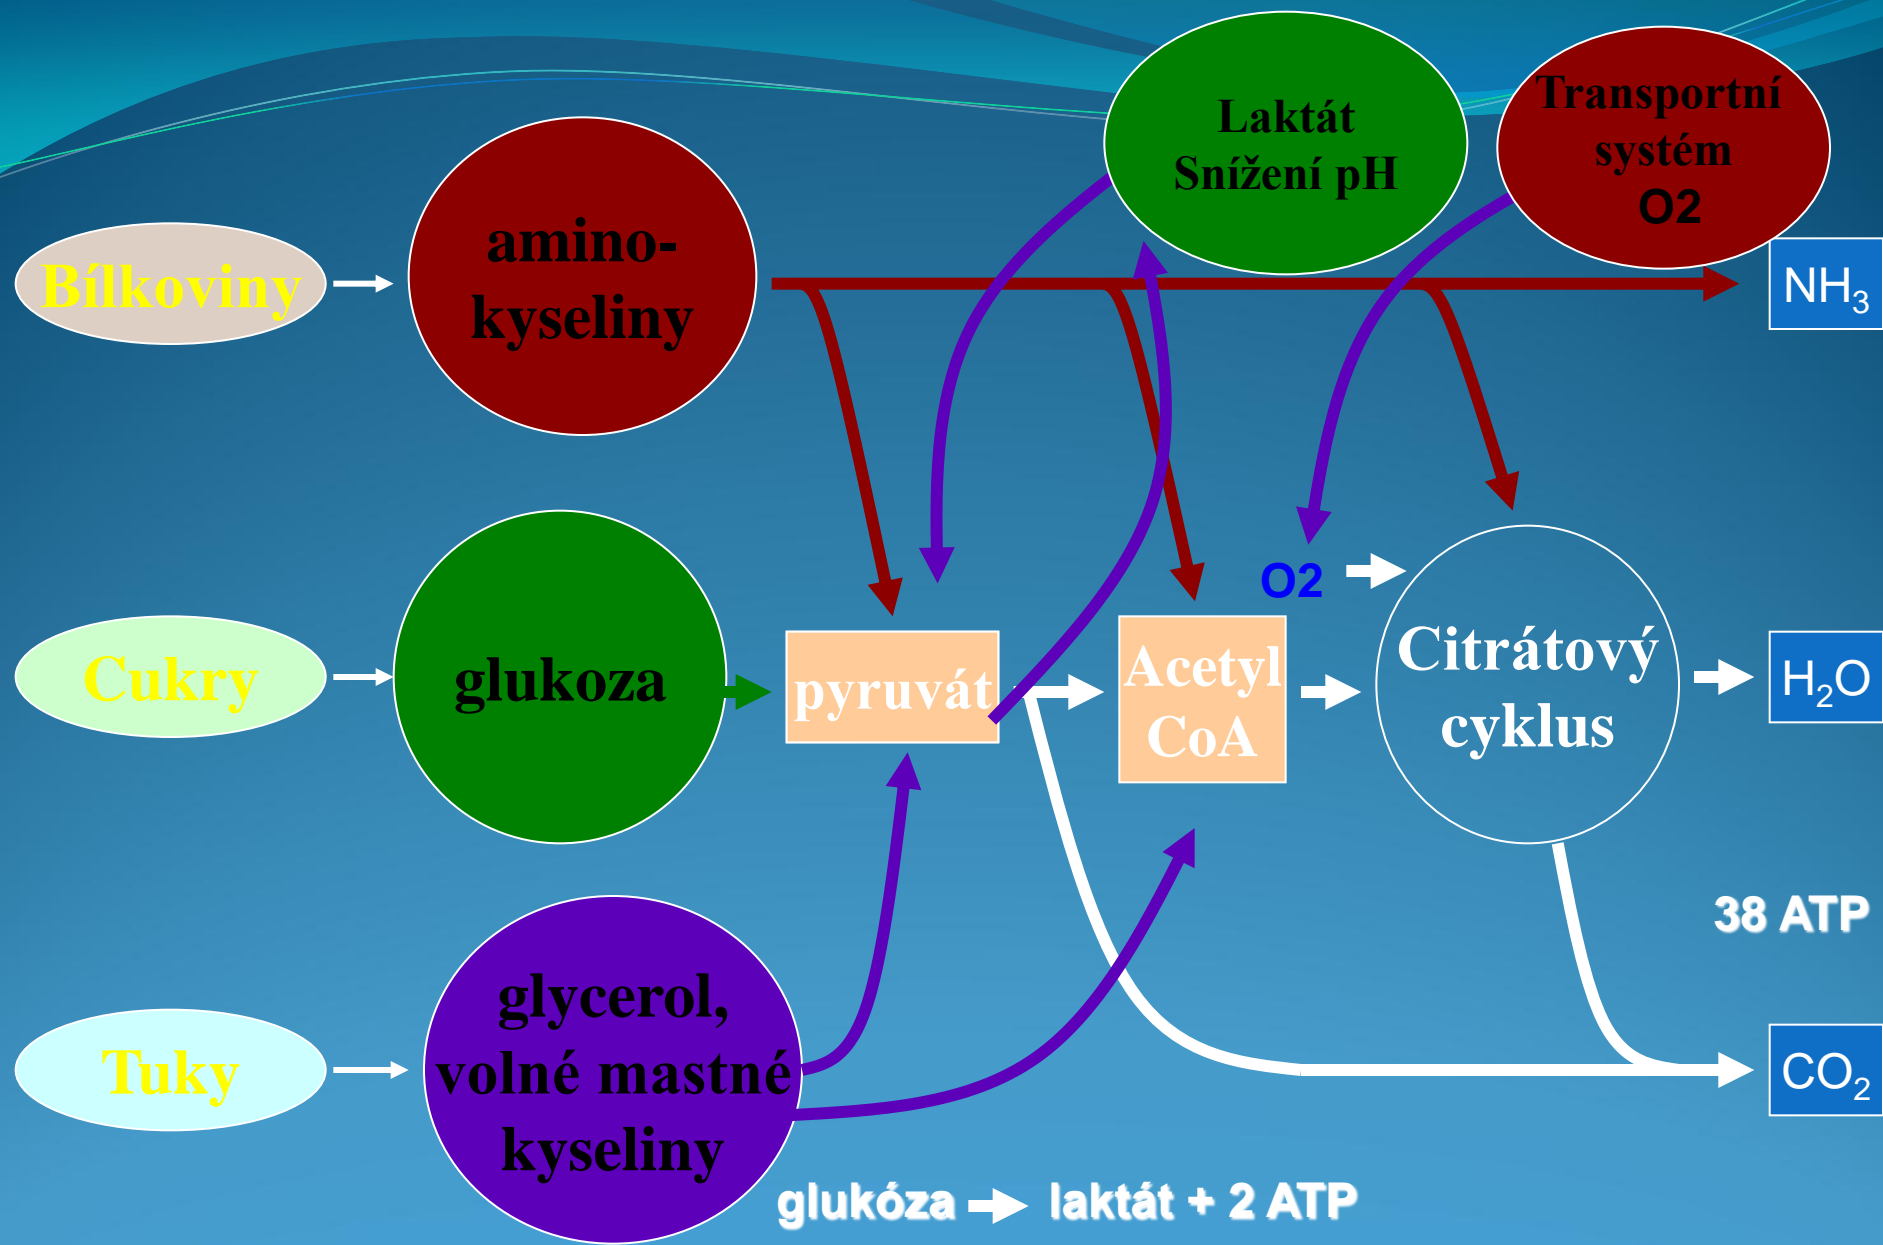 Laktát
Snížení pH
Transportní
systém
O2
Bílkoviny
amino-
kyseliny
NH3
O2
Cukry
glukoza
pyruvát
Acetyl
CoA
Citrátový
cyklus
H2O
38 ATP
Tuky
glycerol,
volné mastné
kyseliny
CO2
glukóza → laktát + 2 ATP